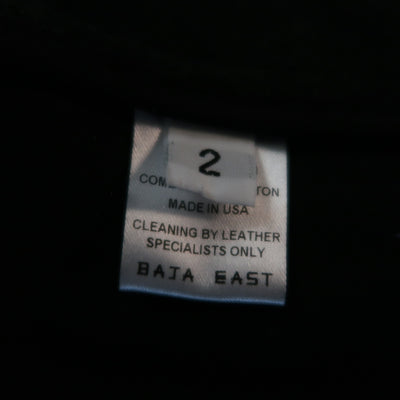 2
MADE IN USA
CLEANING BY LEATHER
SPECIALISTS ONLY
BAJA EAST